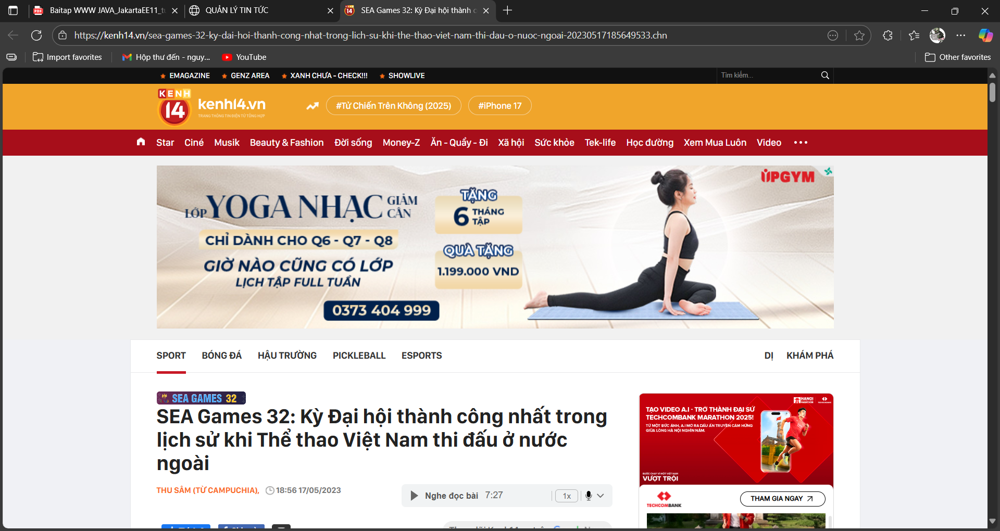 Baitap WWW JAVA_JakartaEE11_t
QUẢN LÝ TIN TỨC
SEA Games 32: Kỳ Đại hội thành c
https://kenh14.vn/sea-games-32-ky-dai-hoi-thanh-cong-nhat-trong-lich-su-khi-the-thao-viet-nam-thi-dau-o-nuoc-ngoai-20230517185649533.chn
Import favorites
Hộp thư đến - nguy...
YouTube
Other favorites
EMAGAZINE
GENZ AREA
XANH CHƯA - CHECK!!!
SHOWLIVE
Tìm kiếm...
KENH
14
kenh14.vn
TRANG THÔNG TIN ĐIỆN TỬ TỔNG HỢP
#Tử Chiến Trên Không (2025)
#iPhone 17
Star Ciné Musik Beauty & Fashion Đời sống Money-Z Ăn - Quẩy - Đi Xã hội Sức khỏe Tek-life Học đường Xem Mua Luôn Video
LỚP YOGA NHẠC GIẢM CÂN
CHỈ DÀNH CHO Q6 - Q7 - Q8
GIỜ NÀO CŨNG CÓ LỚP
LỊCH TẬP FULL TUẦN
0373 404 999
TẶNG
6 THÁNG TẬP
QUÀ TẶNG
1.199.000 VND
UPGYM
SPORT BÓNG ĐÁ HẬU TRƯỜNG PICKLEBALL ESPORTS
DỊ KHÁM PHÁ
SEA GAMES 32
SEA Games 32: Kỳ Đại hội thành công nhất trong
lịch sử khi Thể thao Việt Nam thi đấu ở nước
ngoài
THU SÂM (TỪ CAMPUCHIA), 18:56 17/05/2023
Nghe đọc bài 7:27
1x
HANOI MARATHON
TECHCOMBANK
TẠO VIDEO A.I - TRỞ THÀNH ĐẠI SỨ
TECHCOMBANK MARATHON 2025!
TỪ MỘT BỨC ẢNH, A.I MỞ RA DẤU ẤN TRUYỀN CẢM HỨNG
GIỮA LÒNG HÀ NỘI NGHÌN NĂM.
BƯỚC CHẠY VÌ MỘT VIỆT NAM
VƯỢT TRỘI
TECHCOMBANK
THAM GIA NGAY